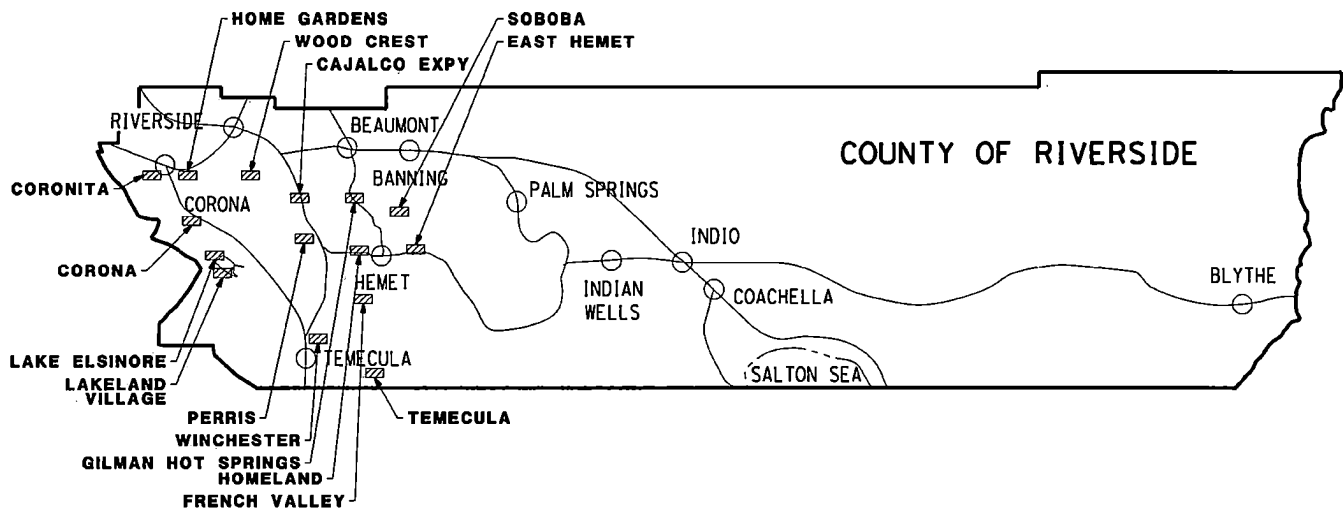 HOME GARDENS
SOBOBA
WOOD CREST
EAST HEMET
CAJALCO EXPY
RIVERSIDE
BEAUMONT
COUNTY OF RIVERSIDE
BANNING
CORONITA
PALM SPRINGS
CORONA
INDIO
CORONA
HEMET
INDIAN
WELLS
COACHELLA
BLYTHE
LAKE ELSINORE
TEMECULA
SALTON SEA
LAKELAND
VILLAGE
PERRIS
TEMECULA
WINCHESTER
GILMAN HOT SPRINGS
HOMELAND
FRENCH VALLEY